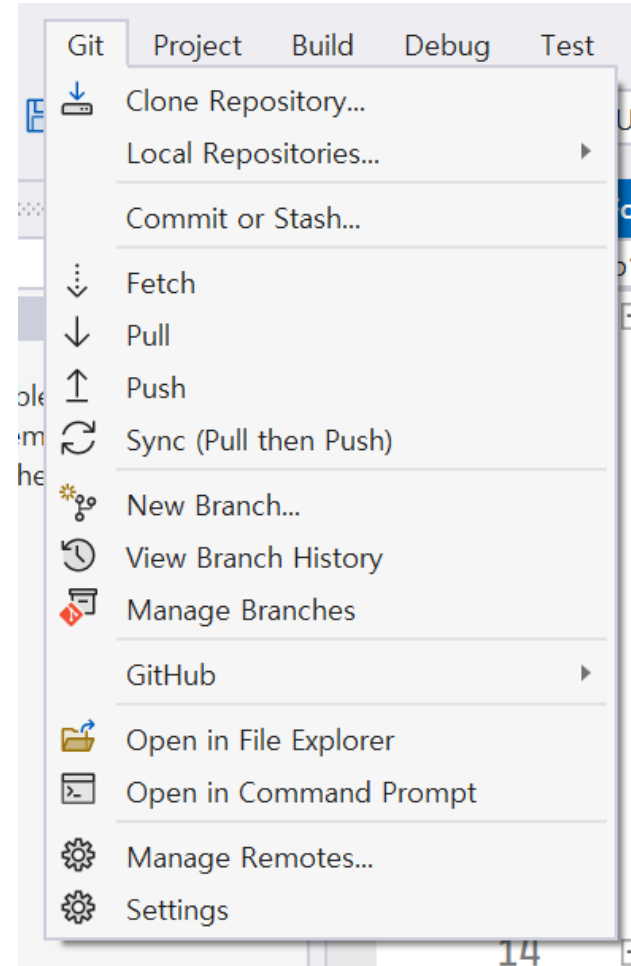 Git Project Build Debug Test
Clone Repository...
Local Repositories...
Commit or Stash...
Fetch
Pull
Push
Sync (Pull then Push)
New Branch...
View Branch History
Manage Branches
GitHub
Open in File Explorer
Open in Command Prompt
Manage Remotes...
Settings
14